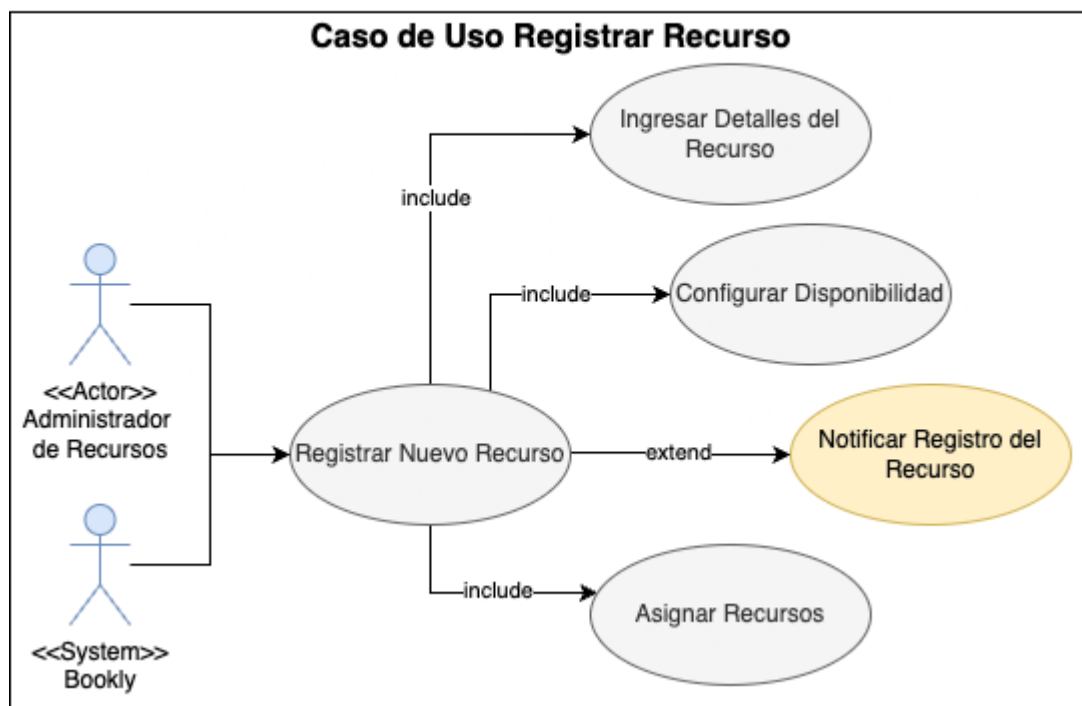 Caso de Uso Registrar Recurso
Ingresar Detalles del
Recurso
include
include
Configurar Disponibilidad
<<Actor>>
Administrador
de Recursos
Registrar Nuevo Recurso
extend
Notificar Registro del
Recurso
include
Asignar Recursos
<<System>>
Bookly